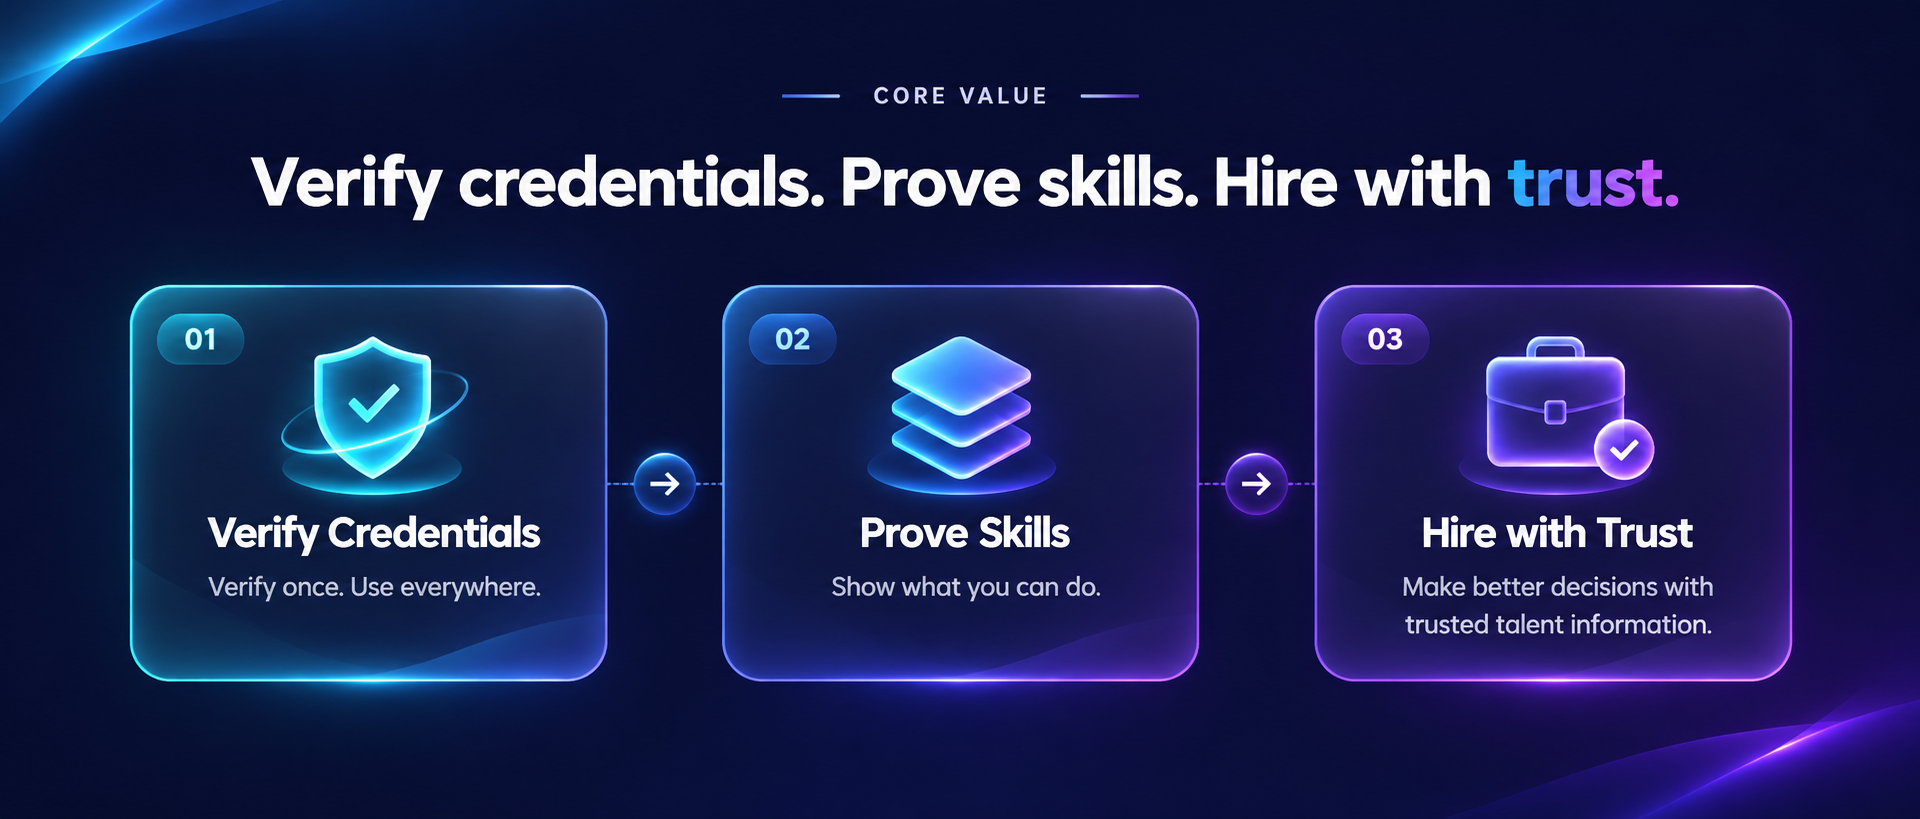 CORE VALUE
Verify credentials. Prove skills. Hire with trust.
01
Verify Credentials
Verify once. Use everywhere.
02
Prove Skills
Show what you can do.
03
Hire with Trust
Make better decisions with
trusted talent information.